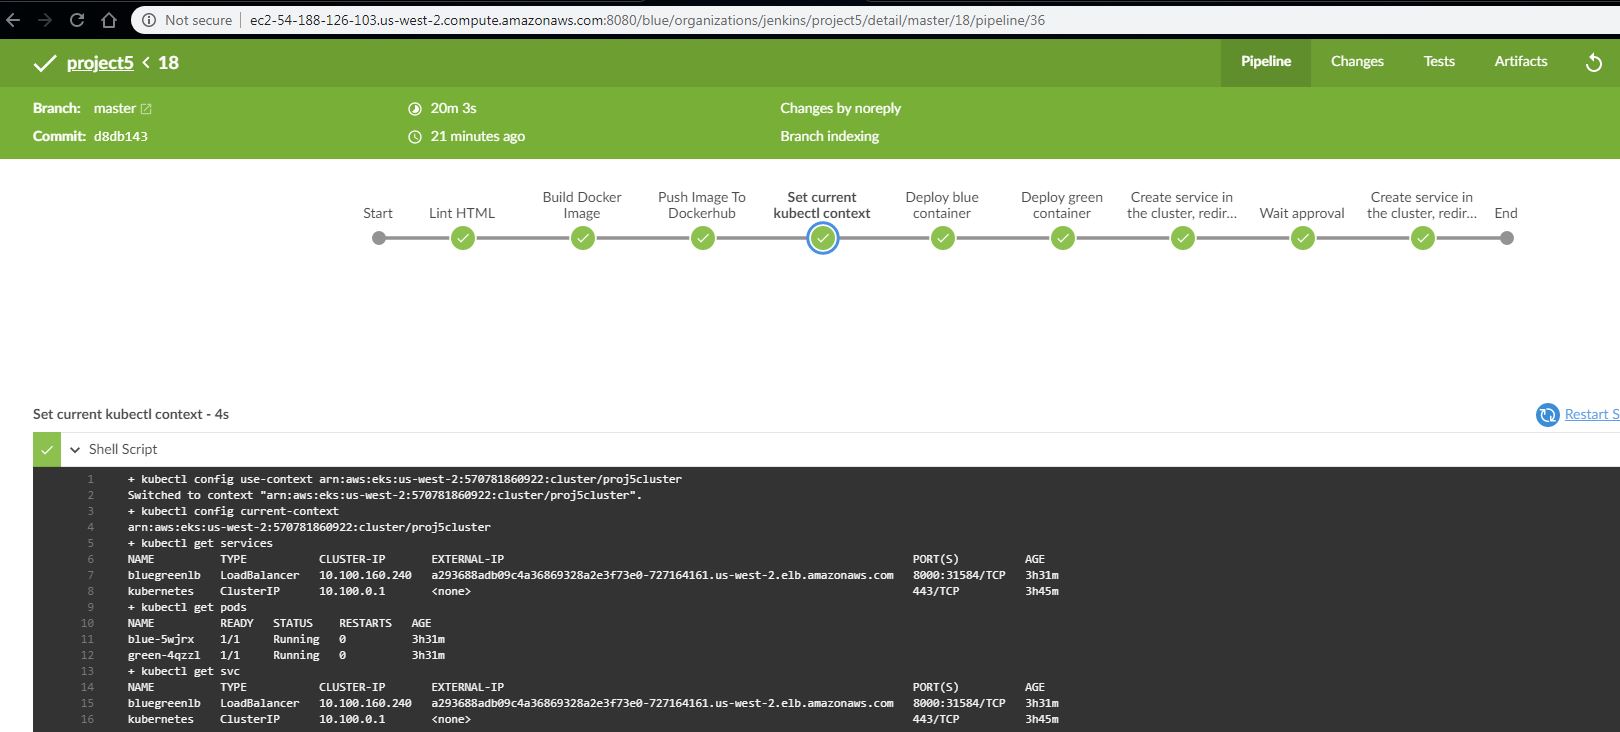 Not secure | ec2-54-188-126-103.us-west-2.compute.amazonaws.com:8080/blue/organizations/jenkins/project5/detail/master/18/pipeline/36
project5 < 18
Pipeline Changes Tests Artifacts
Branch: master 20m 3s Changes by noreply
Commit: d8db143 21 minutes ago Branch indexing
Start
Lint HTML
Build Docker
Image
Push Image To
Dockerhub
Set current
kubectl context
Deploy blue
container
Deploy green
container
Create service in
the cluster, redir...
Wait approval
Create service in
the cluster, redir...
End
Set current kubectl context - 4s
Restart S
Shell Script
1 + kubectl config use-context arn:aws:eks:us-west-2:570781860922:cluster/proj5cluster
2 Switched to context "arn:aws:eks:us-west-2:570781860922:cluster/proj5cluster".
3 + kubectl config current-context
4 arn:aws:eks:us-west-2:570781860922:cluster/proj5cluster
5 + kubectl get services
6 NAME TYPE CLUSTER-IP EXTERNAL-IP PORT(S) AGE
7 bluegreenlb LoadBalancer 10.100.160.240 a293688adb09c4a36869328a2e3f73e0-727164161.us-west-2.elb.amazonaws.com 8000:31584/TCP 3h31m
8 kubernetes ClusterIP 10.100.0.1 <none> 443/TCP 3h45m
9 + kubectl get pods
10 NAME READY STATUS RESTARTS AGE
11 blue-5wjrx 1/1 Running 0 3h31m
12 green-4qzzl 1/1 Running 0 3h31m
13 + kubectl get svc
14 NAME TYPE CLUSTER-IP EXTERNAL-IP PORT(S) AGE
15 bluegreenlb LoadBalancer 10.100.160.240 a293688adb09c4a36869328a2e3f73e0-727164161.us-west-2.elb.amazonaws.com 8000:31584/TCP 3h31m
16 kubernetes ClusterIP 10.100.0.1 <none> 443/TCP 3h45m